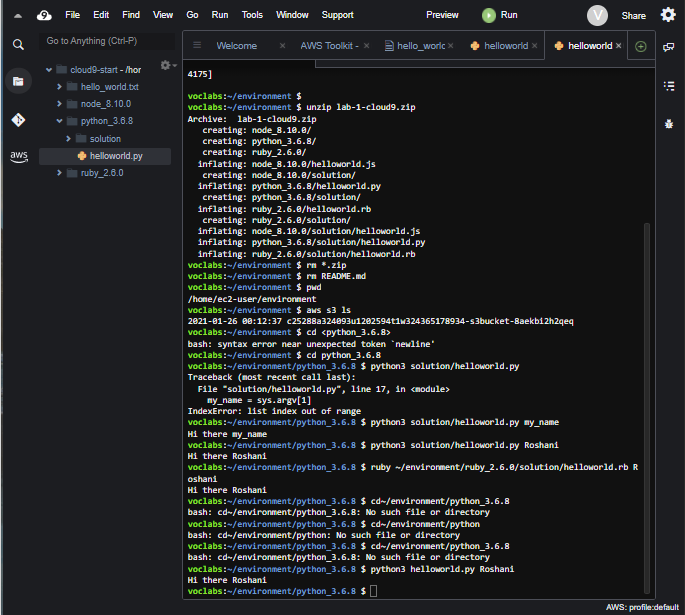 File Edit Find View Go Run Tools Window Support Preview Run V Share
Go to Anything (Ctrl-P)
Welcome AWS Toolkit - hello_worlc helloworld helloworld
cloud9-start - /hor
hello_world.txt
node_8.10.0
python_3.6.8
solution
helloworld.py
ruby_2.6.0
aws
4175]
voclabs:~/environment $
voclabs:~/environment $ unzip lab-1-cloud9.zip
Archive:  lab-1-cloud9.zip
creating: node_8.10.0/
creating: python_3.6.8/
creating: ruby_2.6.0/
inflating: node_8.10.0/helloworld.js
creating: node_8.10.0/solution/
inflating: python_3.6.8/helloworld.py
creating: python_3.6.8/solution/
inflating: ruby_2.6.0/helloworld.rb
creating: ruby_2.6.0/solution/
inflating: node_8.10.0/solution/helloworld.js
inflating: python_3.6.8/solution/helloworld.py
inflating: ruby_2.6.0/solution/helloworld.rb
voclabs:~/environment $ rm *.zip
voclabs:~/environment $ rm README.md
voclabs:~/environment $ pwd
/home/ec2-user/environment
voclabs:~/environment $ aws s3 ls
2021-01-26 00:12:37 c25288a324093u1202594t1w324365178934-s3bucket-8aekbi2h2qeq
voclabs:~/environment $ cd <python_3.6.8>
bash: syntax error near unexpected token `newline'
voclabs:~/environment $ cd python_3.6.8
voclabs:~/environment/python_3.6.8 $ python3 solution/helloworld.py
Traceback (most recent call last):
File "solution/helloworld.py", line 17, in <module>
my_name = sys.argv[1]
IndexError: list index out of range
voclabs:~/environment/python_3.6.8 $ python3 solution/helloworld.py my_name
Hi there my_name
voclabs:~/environment/python_3.6.8 $ python3 solution/helloworld.py Roshani
Hi there Roshani
voclabs:~/environment/python_3.6.8 $ ruby ~/environment/ruby_2.6.0/solution/helloworld.rb R
oshani
Hi there Roshani
voclabs:~/environment/python_3.6.8 $ cd~/environment/python_3.6.8
bash: cd~/environment/python_3.6.8: No such file or directory
voclabs:~/environment/python_3.6.8 $ cd~/environment/python
bash: cd~/environment/python: No such file or directory
voclabs:~/environment/python_3.6.8 $ cd~/environment/python_3.6.8
bash: cd~/environment/python_3.6.8: No such file or directory
voclabs:~/environment/python_3.6.8 $ python3 helloworld.py Roshani
Hi there Roshani
voclabs:~/environment/python_3.6.8 $
AWS: profile:default